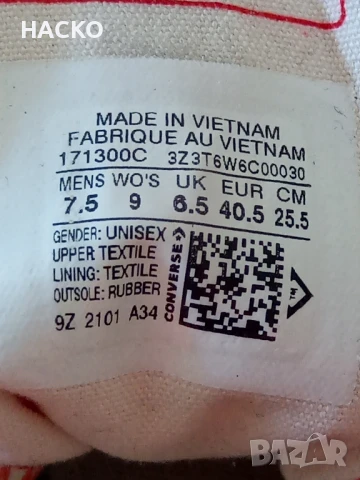 HACKO
MADE IN VIETNAM
FABRIQUE AU VIETNAM
171300C 3Z3T6W6C00030
MENS WO'S UK EUR CM
7.5 9 6.5 40.5 25.5
GENDER: UNISEX
UPPER TEXTILE
LINING: TEXTILE
OUTSOLE: RUBBER
CONVERSE
9Z 2101 A34
BAZAR